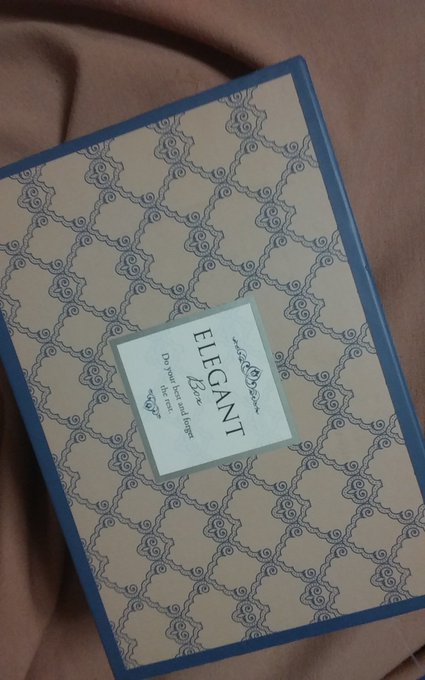 ELEGANT
Box
Do your best and forget
the rest.